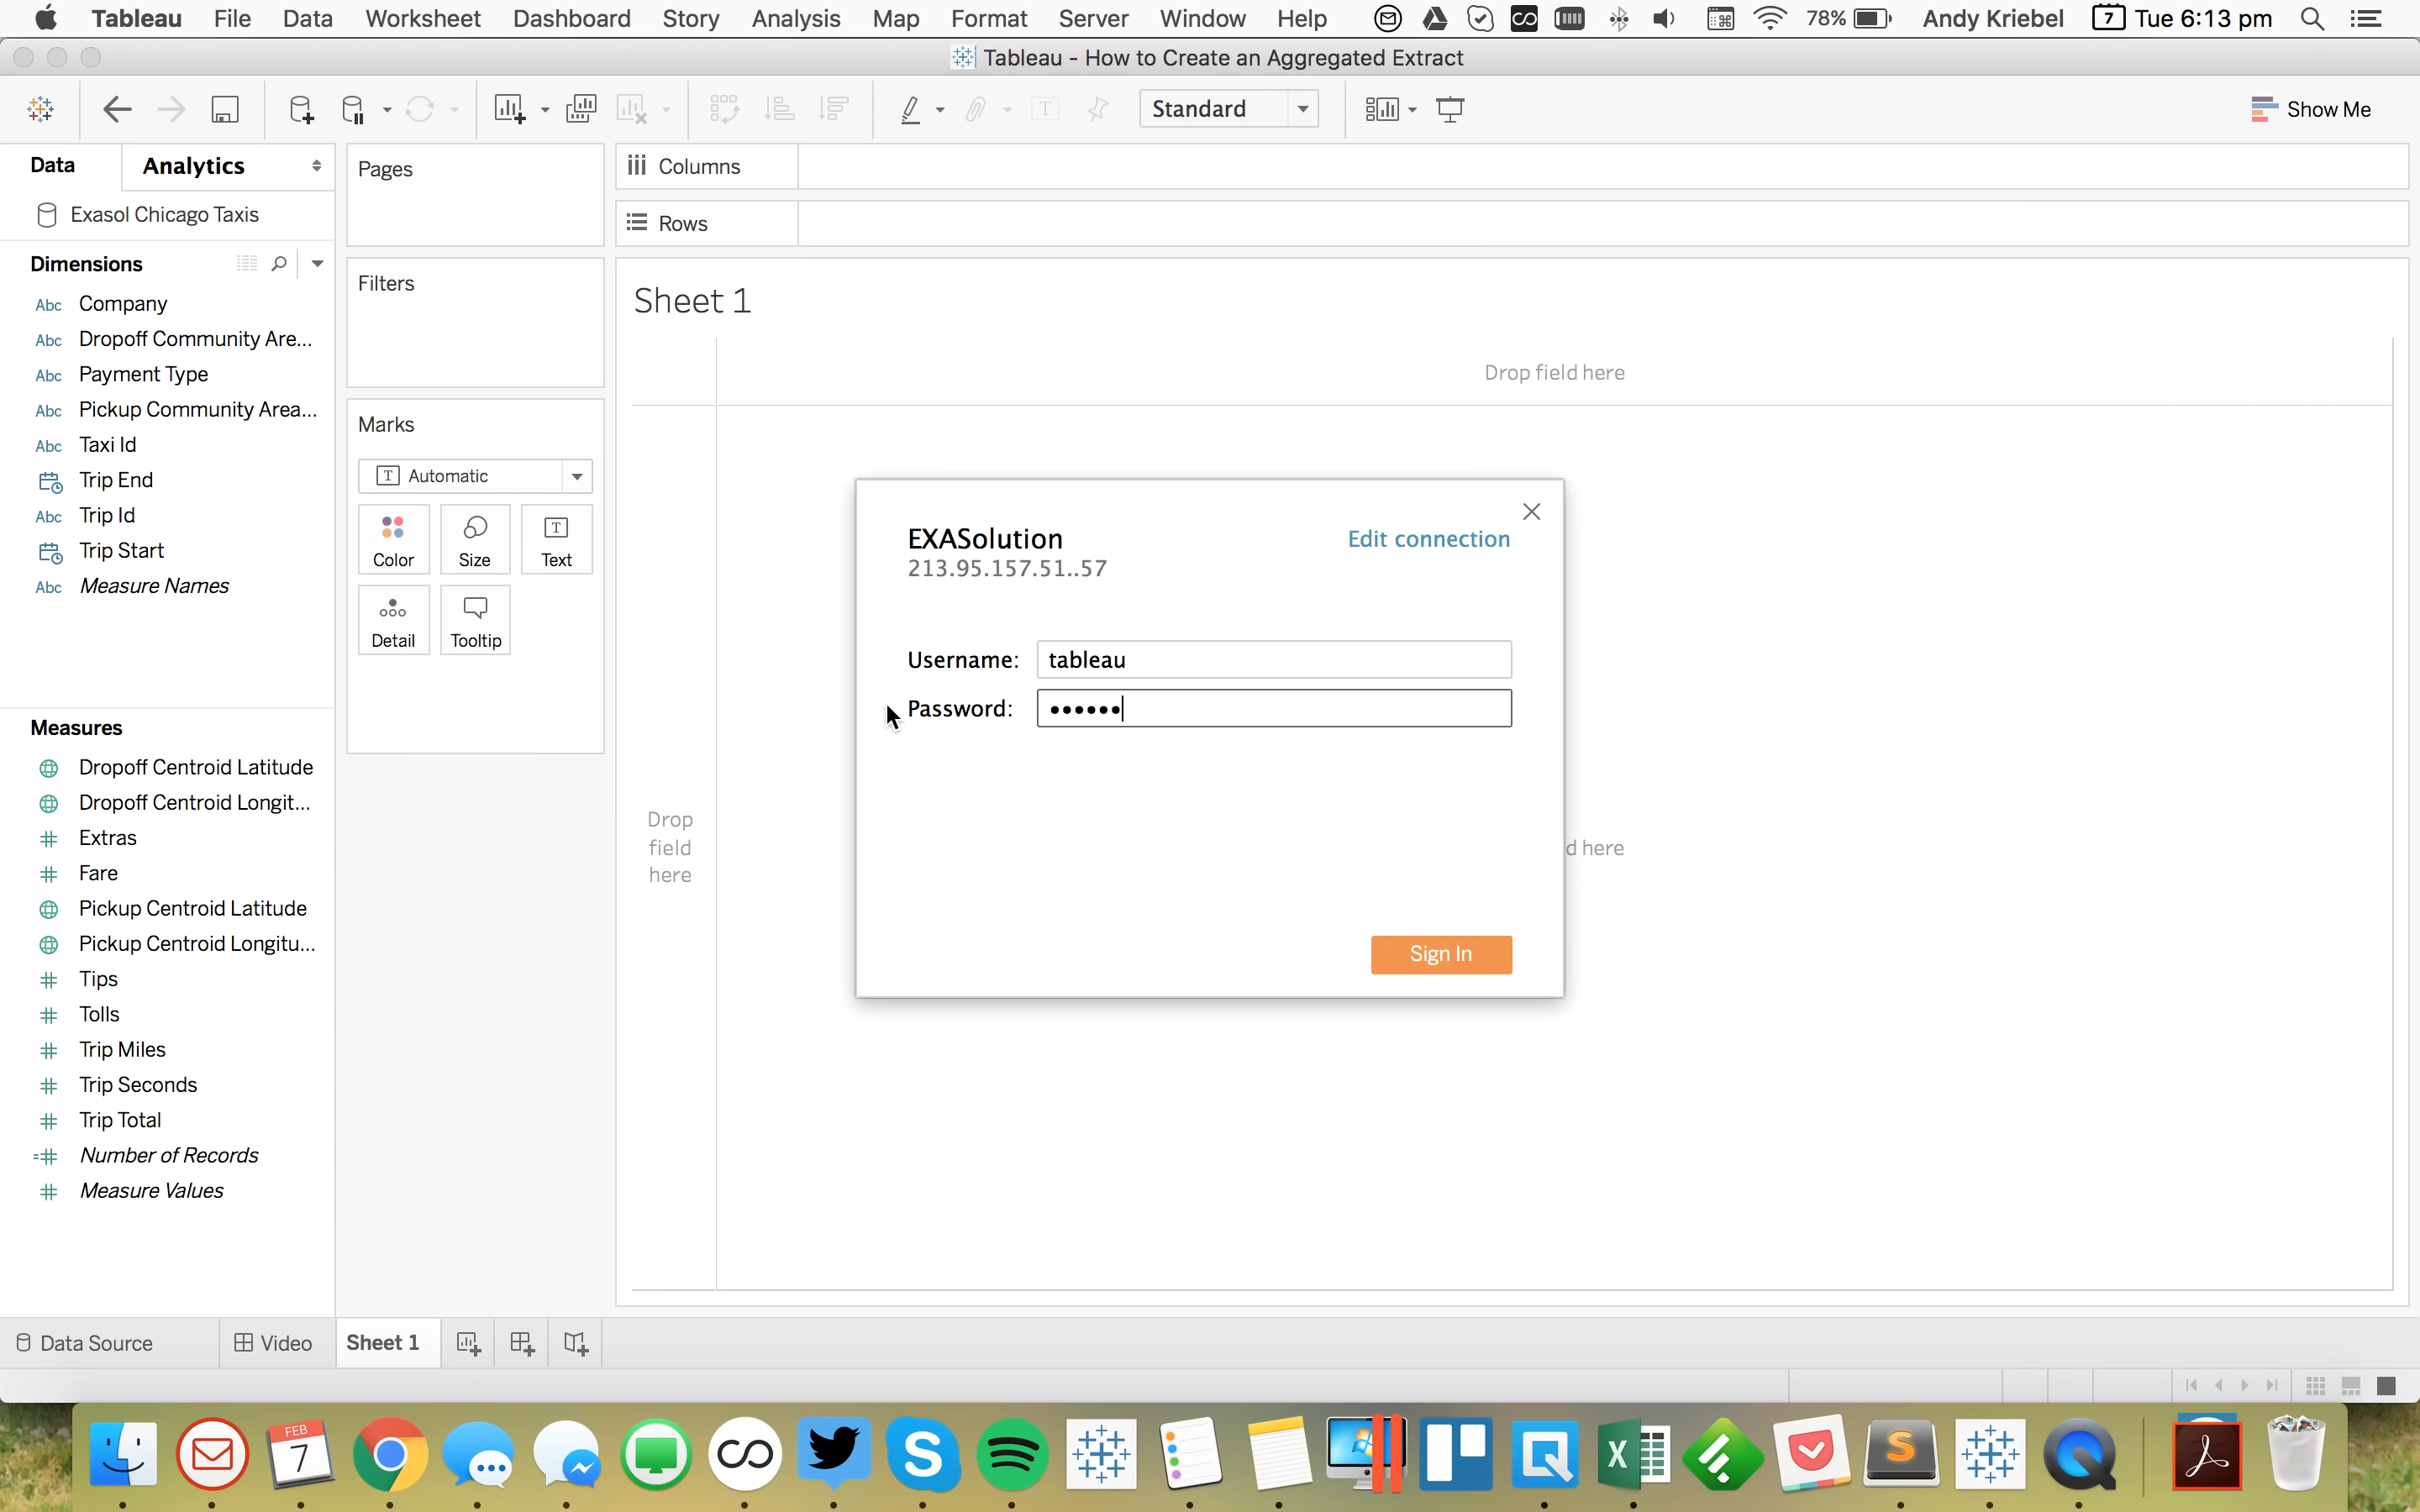 Tableau File Data Worksheet Dashboard Story Analysis Map Format Server Window Help 78% Andy Kriebel 7 Tue 6:13 pm
Tableau - How to Create an Aggregated Extract
Standard Show Me
Data Analytics
Exasol Chicago Taxis
Dimensions
Abc Company
Abc Dropoff Community Are...
Abc Payment Type
Abc Pickup Community Area...
Abc Taxi Id
Trip End
Abc Trip Id
Trip Start
Abc Measure Names
Measures
Dropoff Centroid Latitude
Dropoff Centroid Longit...
# Extras
# Fare
Pickup Centroid Latitude
Pickup Centroid Longitu...
# Tips
# Tolls
# Trip Miles
# Trip Seconds
# Trip Total
=# Number of Records
# Measure Values
Pages
Filters
Marks
T Automatic
Color Size T Text
Detail Tooltip
Columns
Rows
Sheet 1
Drop field here
Drop
field
here
d here
EXASolution Edit connection
213.95.157.51..57
Username: tableau
Password: ••••••
Sign In
Data Source Video Sheet 1
FEB
7
S
X
S